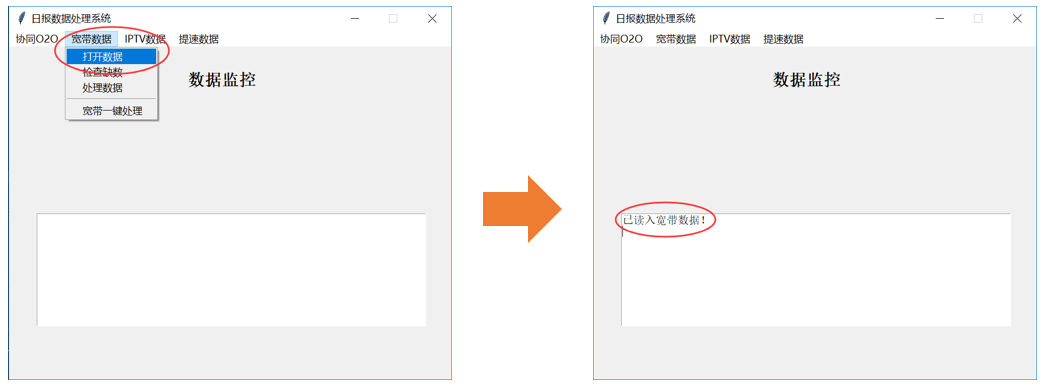 日报数据处理系统
协同O2O 宽带数据 IPTV数据 提速数据
打开数据
检查缺数
处理数据
宽带一键处理
数据监控
日报数据处理系统
协同O2O 宽带数据 IPTV数据 提速数据
数据监控
已读入宽带数据！